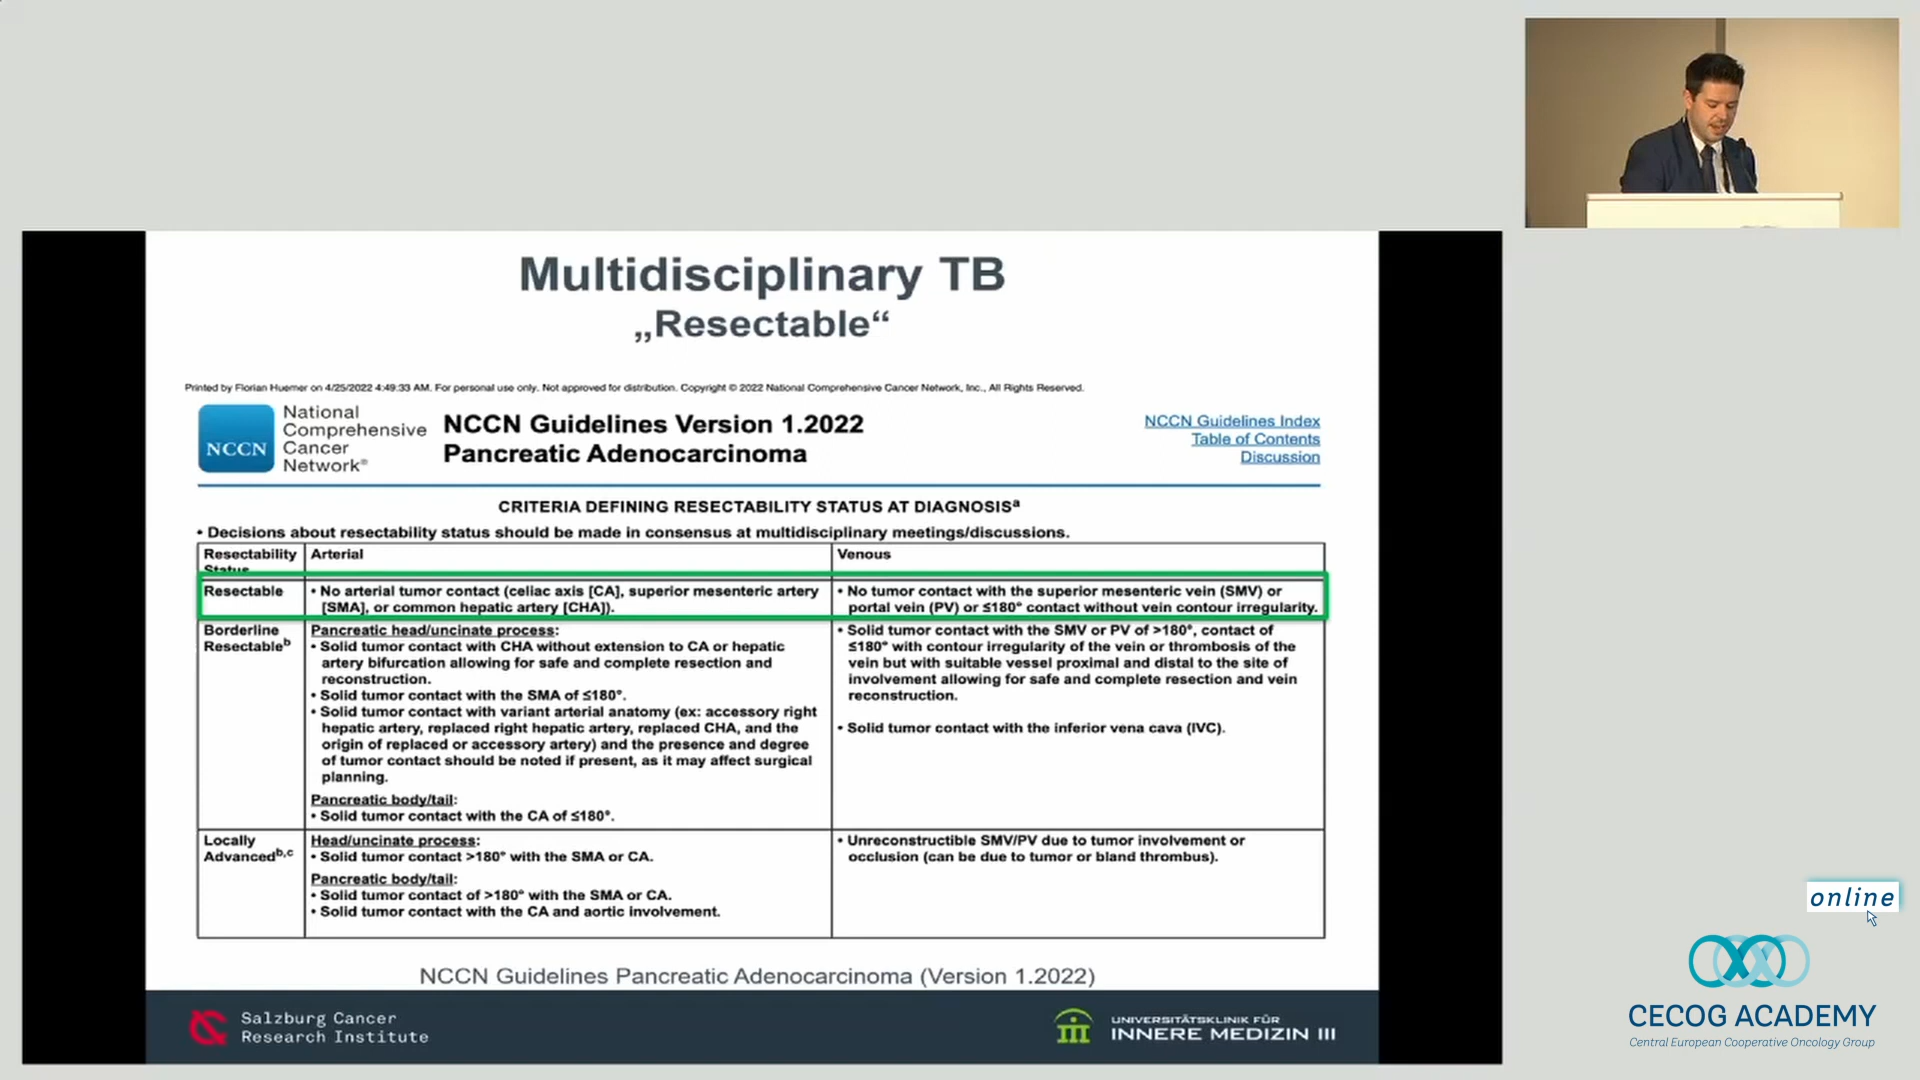 Multidisciplinary TB
„Resectable“
Printed by Florian Huemer on 4/25/2022 4:49:33 AM. For personal use only. Not approved for distribution. Copyright © 2022 National Comprehensive Cancer Network, Inc., All Rights Reserved.
NCCN
National
Comprehensive
Cancer
Network®
NCCN Guidelines Version 1.2022
Pancreatic Adenocarcinoma
NCCN Guidelines Index
Table of Contents
Discussion
CRITERIA DEFINING RESECTABILITY STATUS AT DIAGNOSISa
• Decisions about resectability status should be made in consensus at multidisciplinary meetings/discussions.
Resectability
Status
Arterial
Venous
Resectable
• No arterial tumor contact (celiac axis [CA], superior mesenteric artery
[SMA], or common hepatic artery [CHA]).
• No tumor contact with the superior mesenteric vein (SMV) or
portal vein (PV) or ≤180° contact without vein contour irregularity.
Borderline
Resectableb
Pancreatic head/uncinate process:
• Solid tumor contact with CHA without extension to CA or hepatic
artery bifurcation allowing for safe and complete resection and
reconstruction.
• Solid tumor contact with the SMA of ≤180°.
• Solid tumor contact with variant arterial anatomy (ex: accessory right
hepatic artery, replaced right hepatic artery, replaced CHA, and the
origin of replaced or accessory artery) and the presence and degree
of tumor contact should be noted if present, as it may affect surgical
planning.
Pancreatic body/tail:
• Solid tumor contact with the CA of ≤180°.
• Solid tumor contact with the SMV or PV of >180°, contact of
≤180° with contour irregularity of the vein or thrombosis of the
vein but with suitable vessel proximal and distal to the site of
involvement allowing for safe and complete resection and vein
reconstruction.
• Solid tumor contact with the inferior vena cava (IVC).
Locally
Advancedb,c
Head/uncinate process:
• Solid tumor contact >180° with the SMA or CA.
Pancreatic body/tail:
• Solid tumor contact of >180° with the SMA or CA.
• Solid tumor contact with the CA and aortic involvement.
• Unreconstructible SMV/PV due to tumor involvement or
occlusion (can be due to tumor or bland thrombus).
NCCN Guidelines Pancreatic Adenocarcinoma (Version 1.2022)
Salzburg Cancer
Research Institute
UNIVERSITÄTSKLINIK FÜR
INNERE MEDIZIN III
online
CECOG ACADEMY
Central European Cooperative Oncology Group